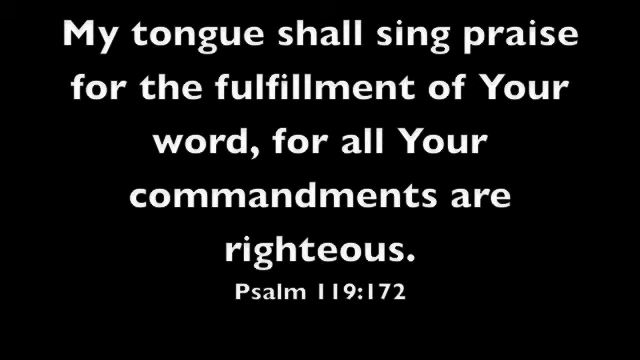 My tongue shall sing praise
for the fulfillment of Your
word, for all Your
commandments are
righteous.
Psalm 119:172